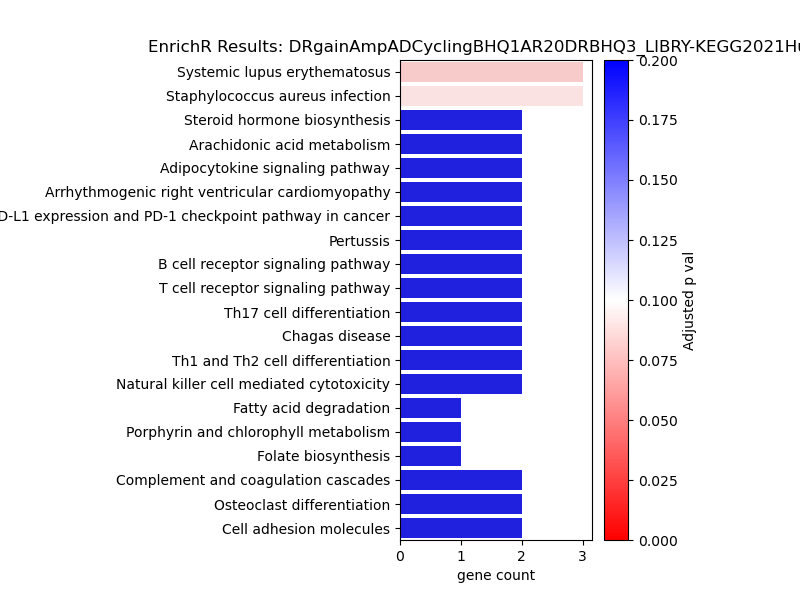 EnrichR Results: DRgainAmpADCyclingBHQ1AR20DRBHQ3_LIBRY-KEGG2021Hu
Systemic lupus erythematosus
Staphylococcus aureus infection
Steroid hormone biosynthesis
Arachidonic acid metabolism
Adipocytokine signaling pathway
Arrhythmogenic right ventricular cardiomyopathy
D-L1 expression and PD-1 checkpoint pathway in cancer
Pertussis
B cell receptor signaling pathway
T cell receptor signaling pathway
Th17 cell differentiation
Chagas disease
Th1 and Th2 cell differentiation
Natural killer cell mediated cytotoxicity
Fatty acid degradation
Porphyrin and chlorophyll metabolism
Folate biosynthesis
Complement and coagulation cascades
Osteoclast differentiation
Cell adhesion molecules
0 1 2 3
gene count
0.200
0.175
0.150
0.125
0.100
0.075
0.050
0.025
0.000
Adjusted p val